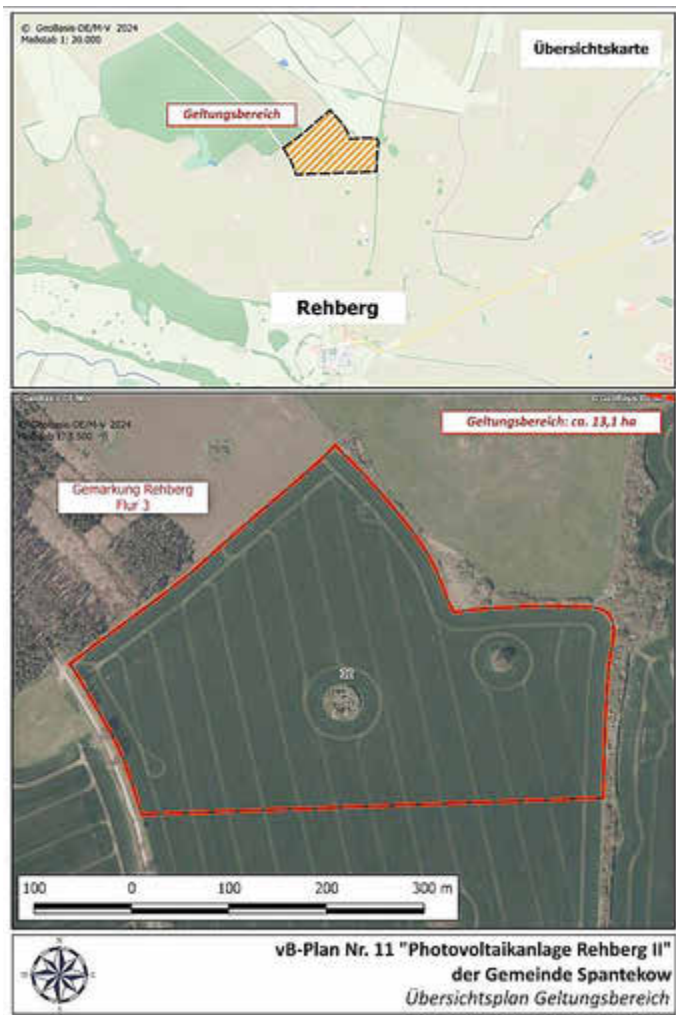 © GeoBasis-DE/M-V 2024
Maßstab 1: 20.000
Übersichtskarte
Geltungsbereich
Rehberg
© GeoBasis-DE/M-V 2024
Geltungsbereich: ca. 13,1 ha
Gemarkung Rehberg
Flur 3
12
100 0 100 200 300 m
vB-Plan Nr. 11 "Photovoltaikanlage Rehberg II"
der Gemeinde Spantekow
Übersichtsplan Geltungsbereich